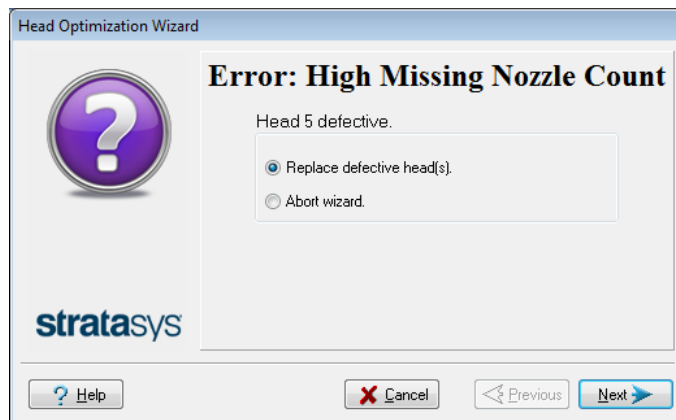 Head Optimization Wizard
Error: High Missing Nozzle Count
Head 5 defective.
Replace defective head(s).
Abort wizard.
stratasys
? Help
Cancel
Previous
Next